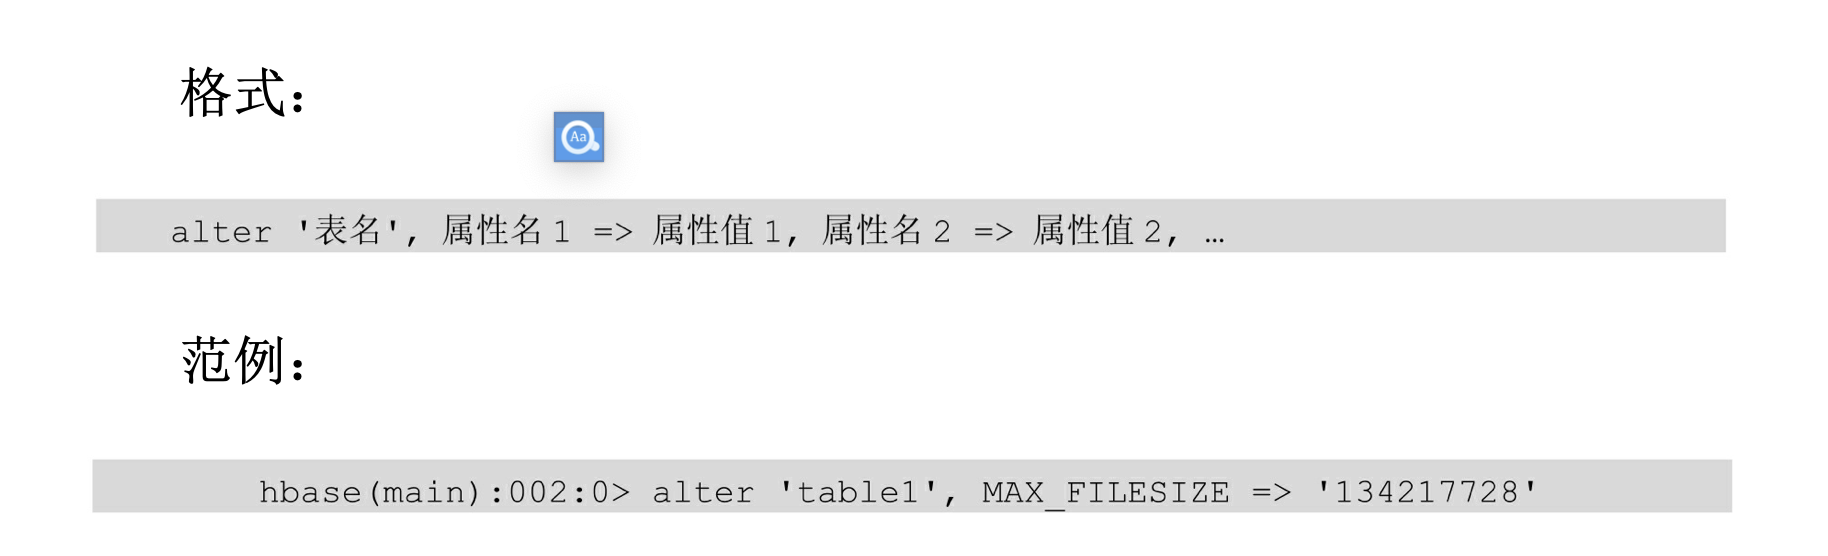 格式：
Aa
alter '表名', 属性名1 => 属性值1, 属性名2 => 属性值2, …
范例：
hbase(main):002:0> alter 'table1', MAX_FILESIZE => '134217728'